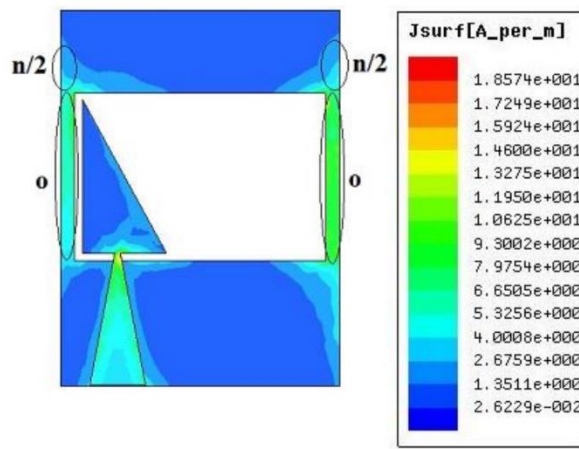 n/2
n/2
o
o
Jsurf[A_per_m]
1.8574e+001
1.7249e+001
1.5924e+001
1.4600e+001
1.3275e+001
1.1950e+001
1.0625e+001
9.3002e+000
7.9754e+000
6.6505e+000
5.3256e+000
4.0008e+000
2.6759e+000
1.3511e+000
2.6229e-002